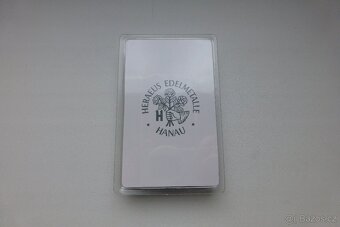 HERAEUS EDELMETALLE
H
• HANAU •
© Bazos.cz